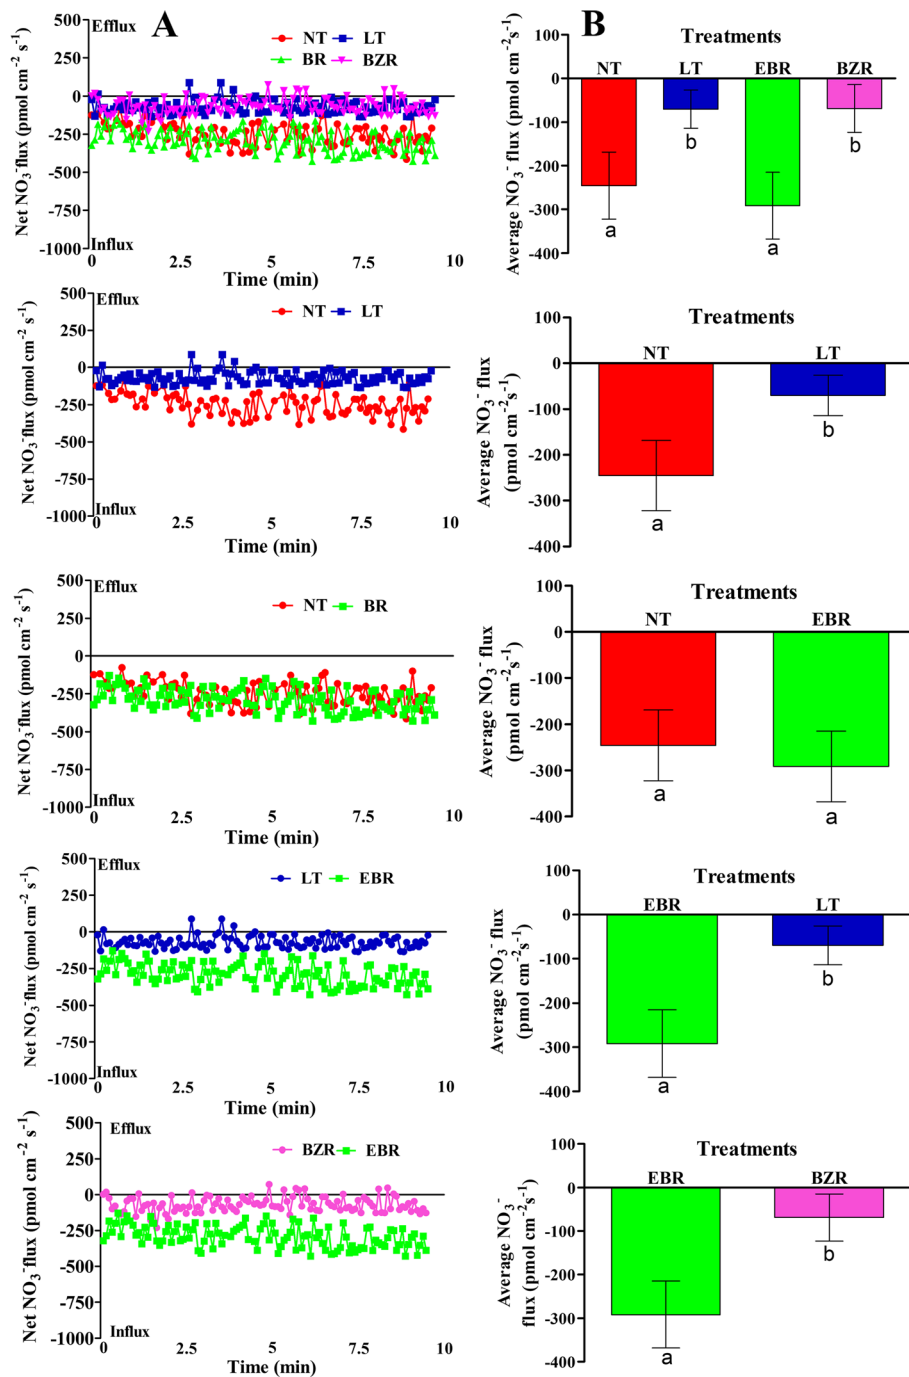 A
500
Efflux
NT LT
BR BZR
250
0
-250
-500
-750
-1000
Influx
0 2.5 5 7.5 10
Time (min)
Net NO₃⁻ flux (pmol cm⁻² s⁻¹)
B
Treatments
100
NT LT EBR BZR
0
-100
-200
-300
-400
b b
a a
Average NO₃⁻ flux (pmol cm⁻²s⁻¹)
500
Efflux
NT LT
250
0
-250
-500
-750
-1000
Influx
0 2.5 5 7.5 10
Time (min)
Net NO₃⁻ flux (pmol cm⁻² s⁻¹)
Treatments
100
NT LT
0
-100
-200
-300
-400
b
a
Average NO₃⁻ flux
(pmol cm⁻²s⁻¹)
500
Efflux
NT BR
250
0
-250
-500
-750
-1000
Influx
0 2.5 5 7.5 10
Time (min)
Net NO₃⁻ flux (pmol cm⁻² s⁻¹)
Treatments
100
NT EBR
0
-100
-200
-300
-400
a a
Average NO₃⁻ flux
(pmol cm⁻²s⁻¹)
500
Efflux
LT EBR
250
0
-250
-500
-750
-1000
Influx
0 2.5 5 7.5 10
Time (min)
Net NO₃⁻ flux (pmol cm⁻² s⁻¹)
Treatments
100
EBR LT
0
-100
-200
-300
-400
b
a
Average NO₃⁻ flux
(pmol cm⁻²s⁻¹)
500
Efflux
BZR EBR
250
0
-250
-500
-750
-1000
Influx
0 2.5 5 7.5 10
Time (min)
Net NO₃⁻ flux (pmol cm⁻² s⁻¹)
Treatments
100
EBR BZR
0
-100
-200
-300
-400
b
a
Average NO₃⁻
flux (pmol cm⁻²s⁻¹)